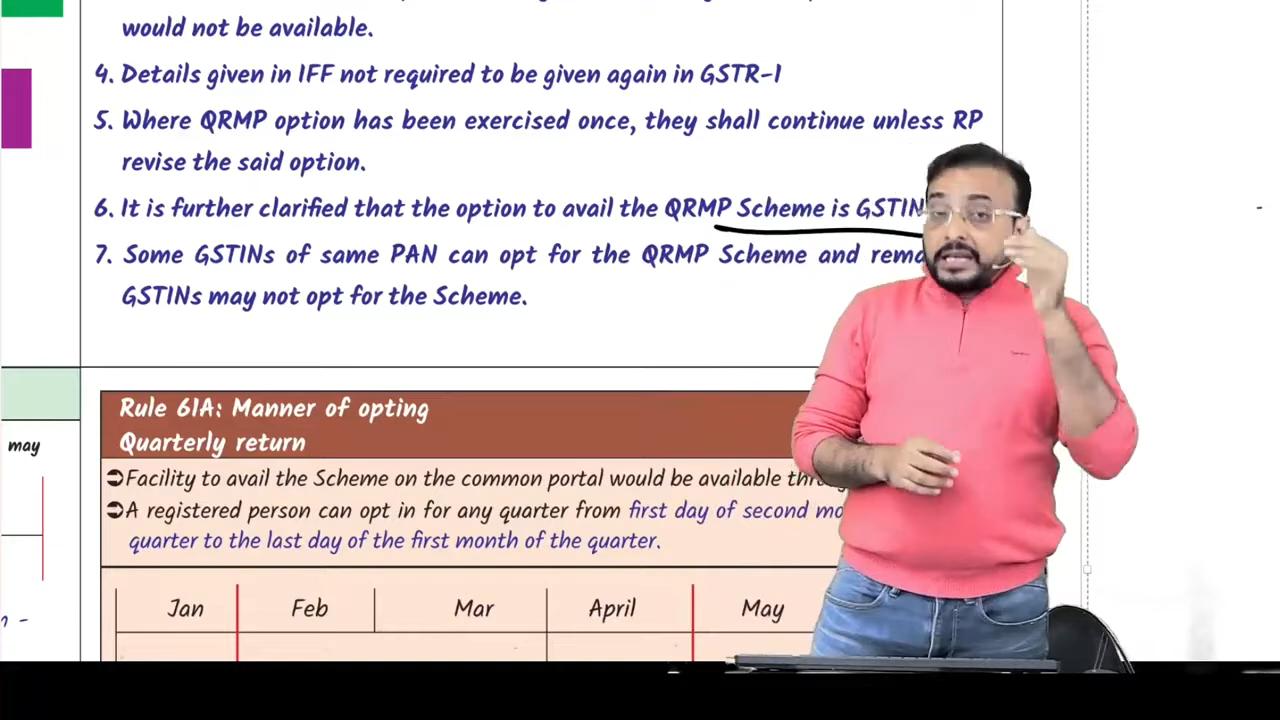 would not be available.
4. Details given in IFF not required to be given again in GSTR-1
5. Where QRMP option has been exercised once, they shall continue unless RP
revise the said option.
6. It is further clarified that the option to avail the QRMP Scheme is GSTIN
7. Some GSTINs of same PAN can opt for the QRMP Scheme and
GSTINs may not opt for the Scheme.
Rule 61A: Manner of opting
Quarterly return
➲Facility to avail the Scheme on the common portal would be available
➲A registered person can opt in for any quarter from first day of second
quarter to the last day of the first month of the quarter.
may
Jan Feb Mar April May